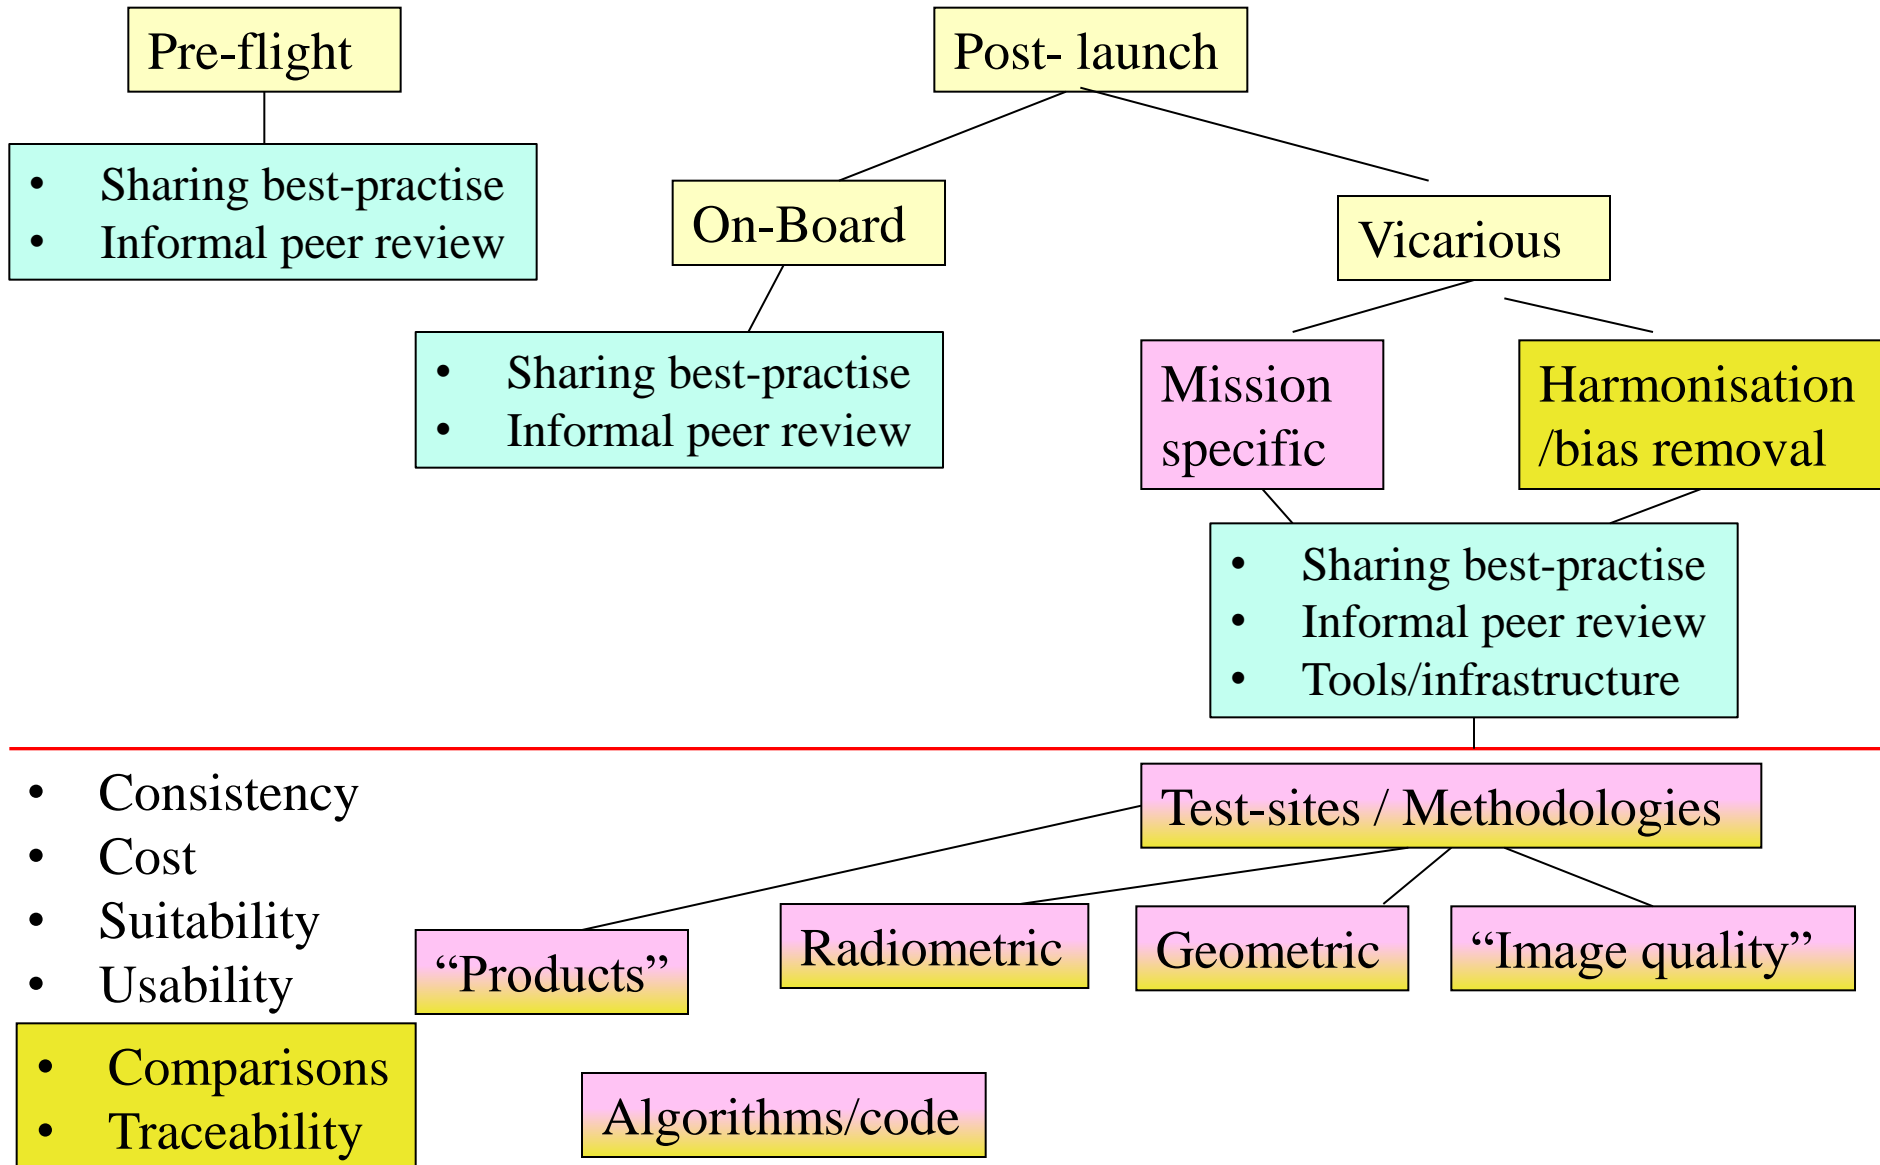 Pre-flight
Post- launch
• Sharing best-practise
• Informal peer review
On-Board
Vicarious
• Sharing best-practise
• Informal peer review
Mission
specific
Harmonisation
/bias removal
• Sharing best-practise
• Informal peer review
• Tools/infrastructure
• Consistency
• Cost
• Suitability
• Usability
• Comparisons
• Traceability
Test-sites / Methodologies
“Products”
Radiometric
Geometric
“Image quality”
Algorithms/code